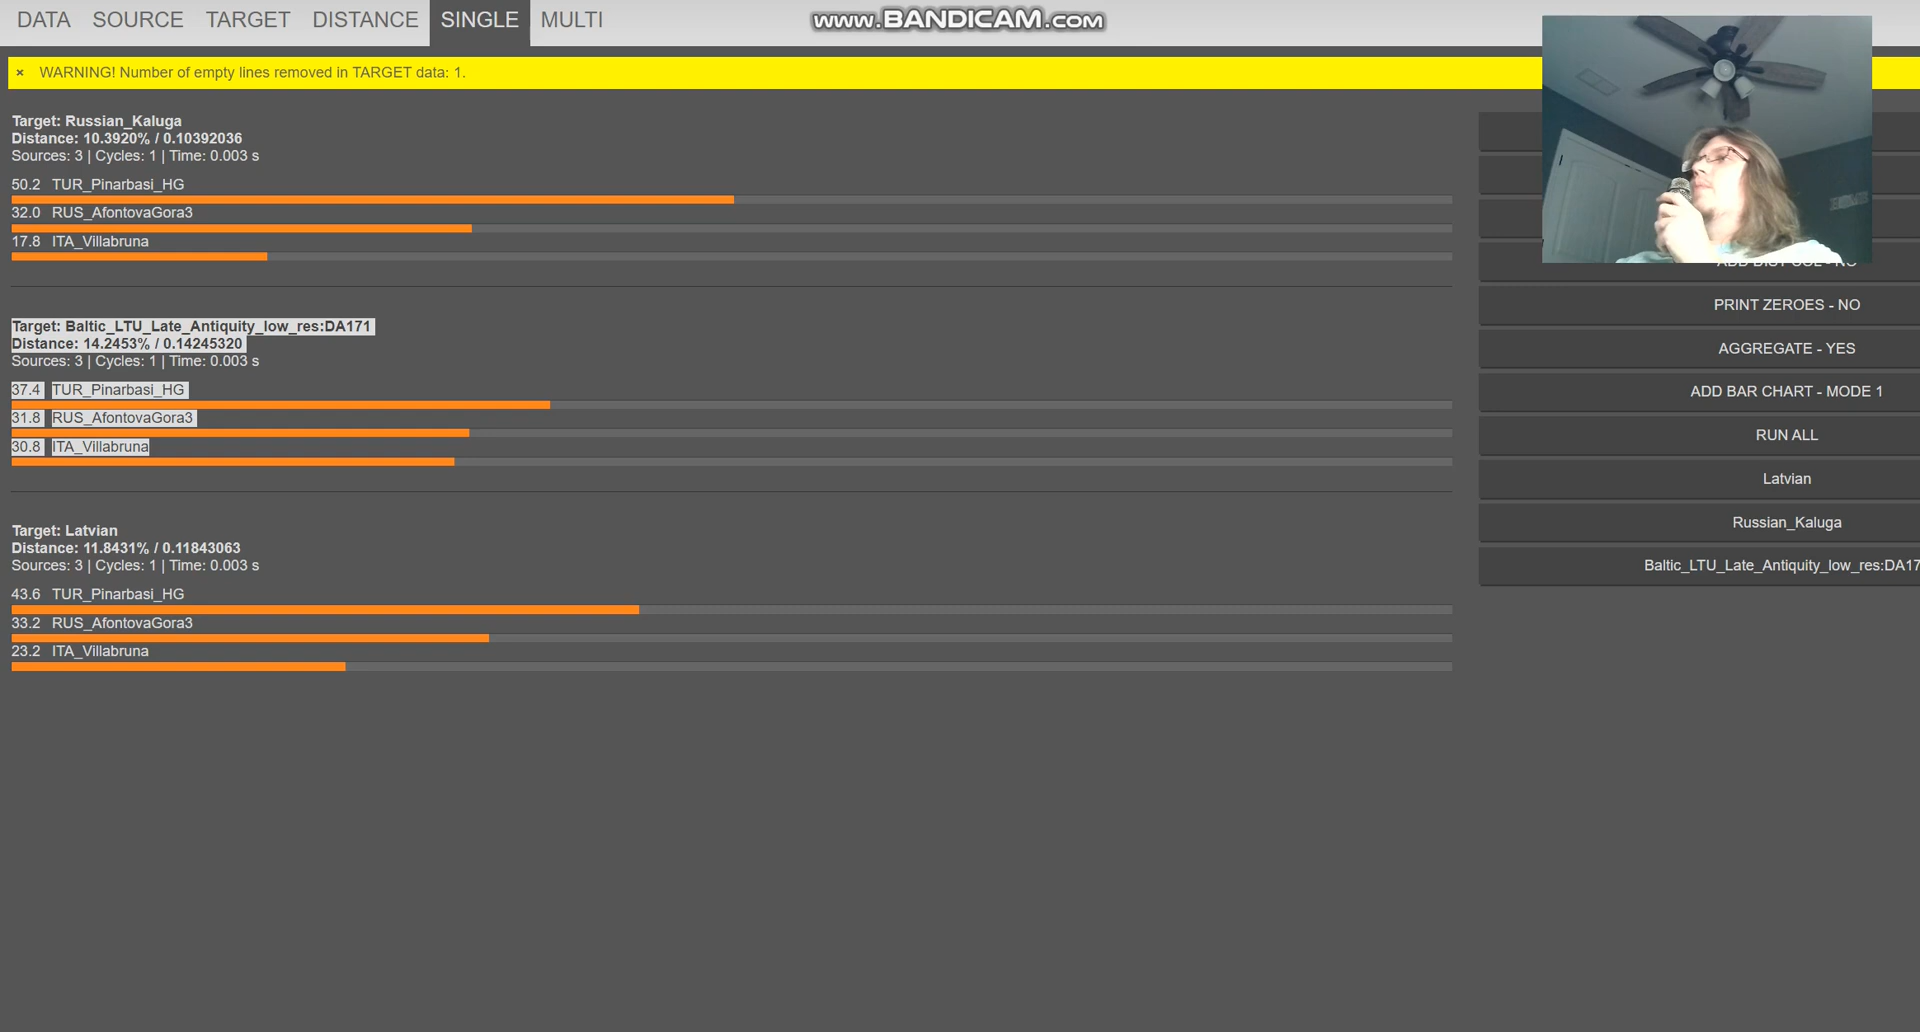 DATA SOURCE TARGET DISTANCE SINGLE MULTI
www.BANDICAM.com
× WARNING! Number of empty lines removed in TARGET data: 1.
Target: Russian_Kaluga
Distance: 10.3920% / 0.10392036
Sources: 3 | Cycles: 1 | Time: 0.003 s
50.2 TUR_Pinarbasi_HG
32.0 RUS_AfontovaGora3
17.8 ITA_Villabruna
Target: Baltic_LTU_Late_Antiquity_low_res:DA171
Distance: 14.2453% / 0.14245320
Sources: 3 | Cycles: 1 | Time: 0.003 s
37.4 TUR_Pinarbasi_HG
31.8 RUS_AfontovaGora3
30.8 ITA_Villabruna
Target: Latvian
Distance: 11.8431% / 0.11843063
Sources: 3 | Cycles: 1 | Time: 0.003 s
43.6 TUR_Pinarbasi_HG
33.2 RUS_AfontovaGora3
23.2 ITA_Villabruna
PRINT ZEROES - NO
AGGREGATE - YES
ADD BAR CHART - MODE 1
RUN ALL
Latvian
Russian_Kaluga
Baltic_LTU_Late_Antiquity_low_res:DA17